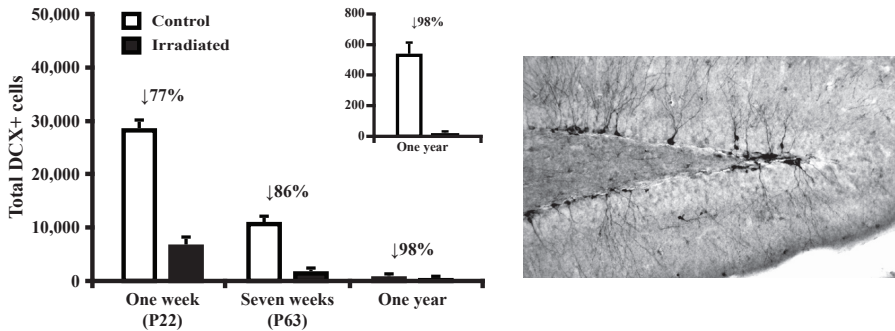 Total DCX+ cells
50,000
40,000
30,000
20,000
10,000
0
Control
Irradiated
↓77%
↓86%
↓98%
One week
(P22)
Seven weeks
(P63)
One year
800
600
400
200
0
↓98%
One year